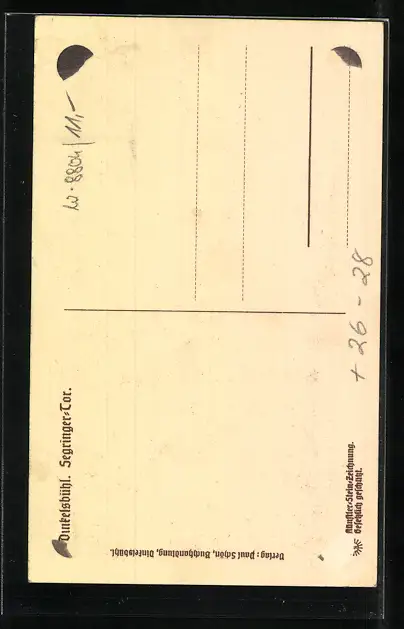 Dinkelsbühl. Segringer-Tor.
W. 8804/11,-
Verlag: Paul Schön, Buchhandlung, Dinkelsbühl.
Künstler-Stein-Zeichnung.
Gesetzlich geschützt.
+ 26 - 28